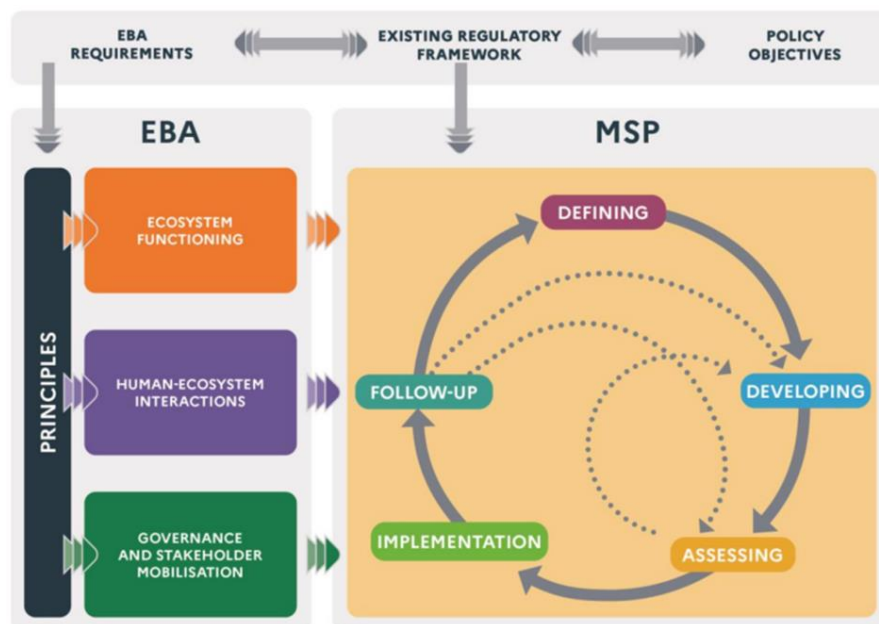 EBA
REQUIREMENTS
EXISTING REGULATORY
FRAMEWORK
POLICY
OBJECTIVES
EBA
MSP
PRINCIPLES
ECOSYSTEM
FUNCTIONING
HUMAN-ECOSYSTEM
INTERACTIONS
GOVERNANCE
AND STAKEHOLDER
MOBILISATION
DEFINING
DEVELOPING
ASSESSING
IMPLEMENTATION
FOLLOW-UP